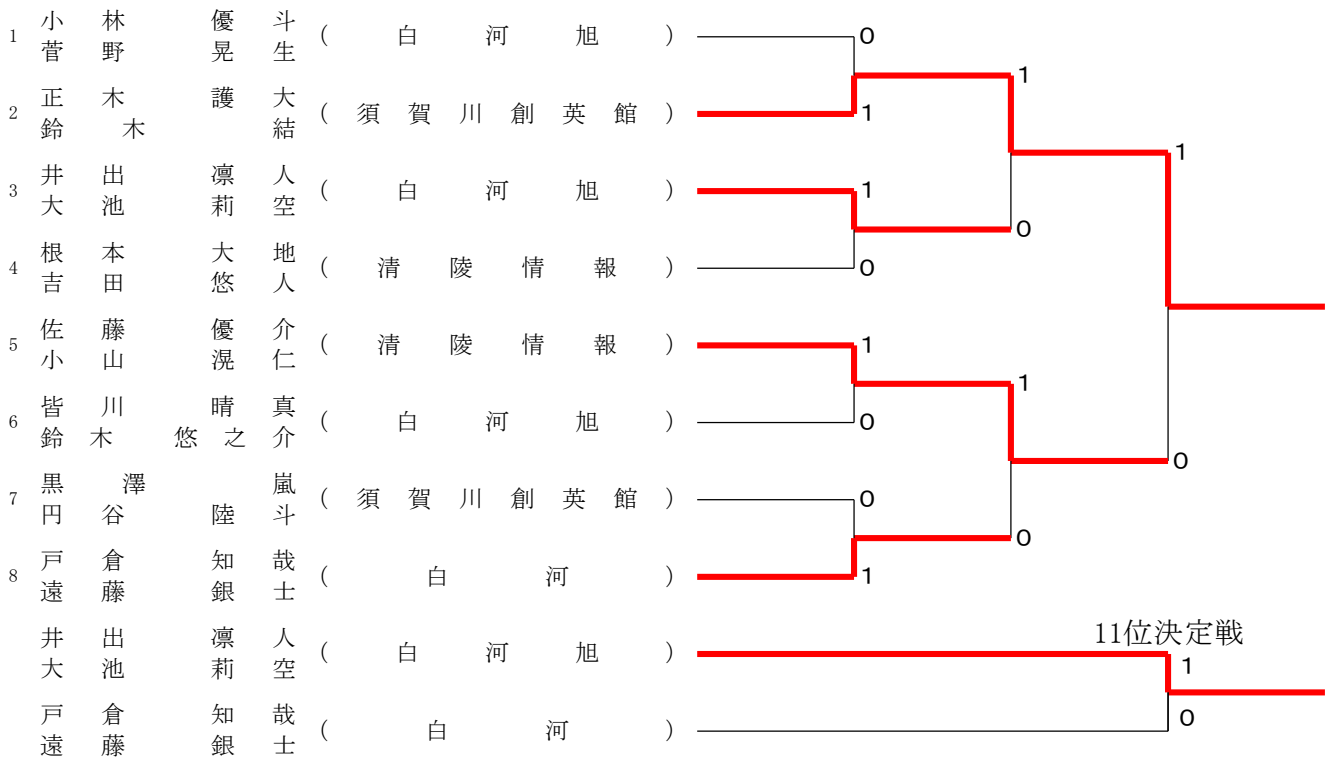 小林 優斗
1 (白河旭) 0
菅野 晃生
1
正木 護大
2 (須賀川創英館) 1
鈴木 結
1
井出 凛人
3 (白河旭) 1
大池 莉空
0
根本 大地
4 (清陵情報) 0
吉田 悠人
佐藤 優介
5 (清陵情報) 1
小山 滉仁
1
皆川 晴真
6 (白河旭) 0
鈴木 悠之介
0
黒澤 嵐
7 (須賀川創英館) 0
円谷 陸斗
0
戸倉 知哉
8 (白河) 1
遠藤 銀士
11位決定戦
井出 凛人
(白河旭) 1
大池 莉空
戸倉 知哉
(白河) 0
遠藤 銀士